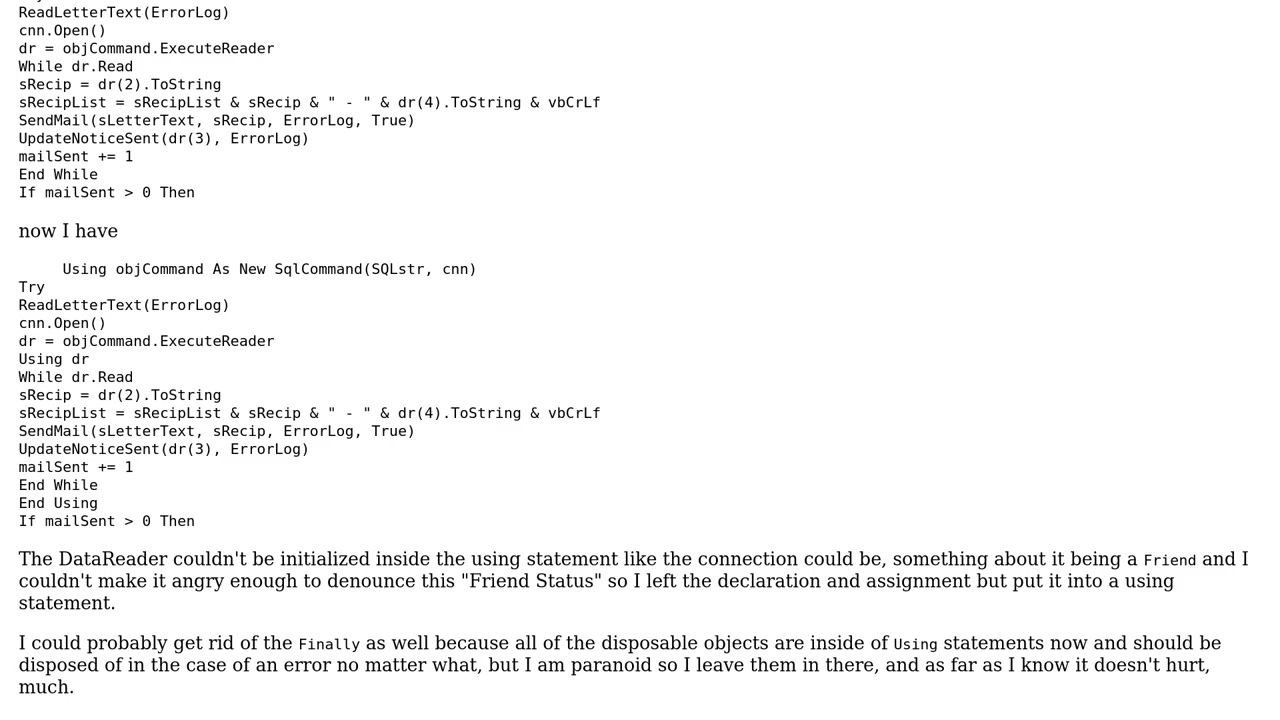 ReadLetterText(ErrorLog)
cnn.Open()
dr = objCommand.ExecuteReader
While dr.Read
sRecip = dr(2).ToString
sRecipList = sRecipList & sRecip & " - " & dr(4).ToString & vbCrLf
SendMail(sLetterText, sRecip, ErrorLog, True)
UpdateNoticeSent(dr(3), ErrorLog)
mailSent += 1
End While
If mailSent > 0 Then
now I have
Using objCommand As New SqlCommand(SQLstr, cnn)
Try
ReadLetterText(ErrorLog)
cnn.Open()
dr = objCommand.ExecuteReader
Using dr
While dr.Read
sRecip = dr(2).ToString
sRecipList = sRecipList & sRecip & " - " & dr(4).ToString & vbCrLf
SendMail(sLetterText, sRecip, ErrorLog, True)
UpdateNoticeSent(dr(3), ErrorLog)
mailSent += 1
End While
End Using
If mailSent > 0 Then
The DataReader couldn't be initialized inside the using statement like the connection could be, something about it being a Friend and I
couldn't make it angry enough to denounce this "Friend Status" so I left the declaration and assignment but put it into a using
statement.
I could probably get rid of the Finally as well because all of the disposable objects are inside of Using statements now and should be
disposed of in the case of an error no matter what, but I am paranoid so I leave them in there, and as far as I know it doesn't hurt,
much.